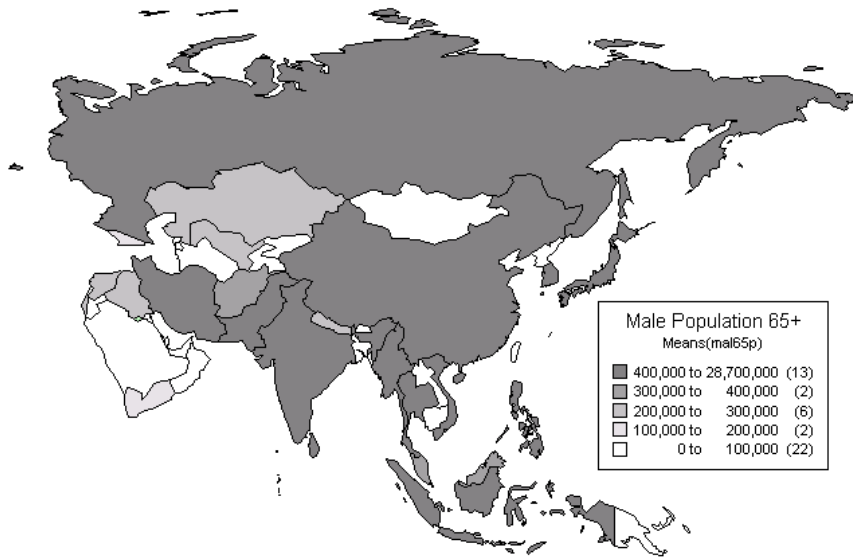 Male Population 65+
Means(mal65p)
400,000 to 28,700,000 (13)
300,000 to 400,000 (2)
200,000 to 300,000 (6)
100,000 to 200,000 (2)
0 to 100,000 (22)